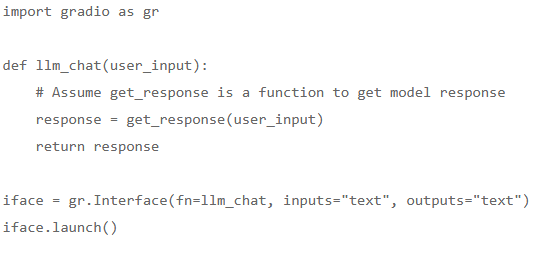 import gradio as gr

def llm_chat(user_input):
    # Assume get_response is a function to get model response
    response = get_response(user_input)
    return response

iface = gr.Interface(fn=llm_chat, inputs="text", outputs="text")
iface.launch()